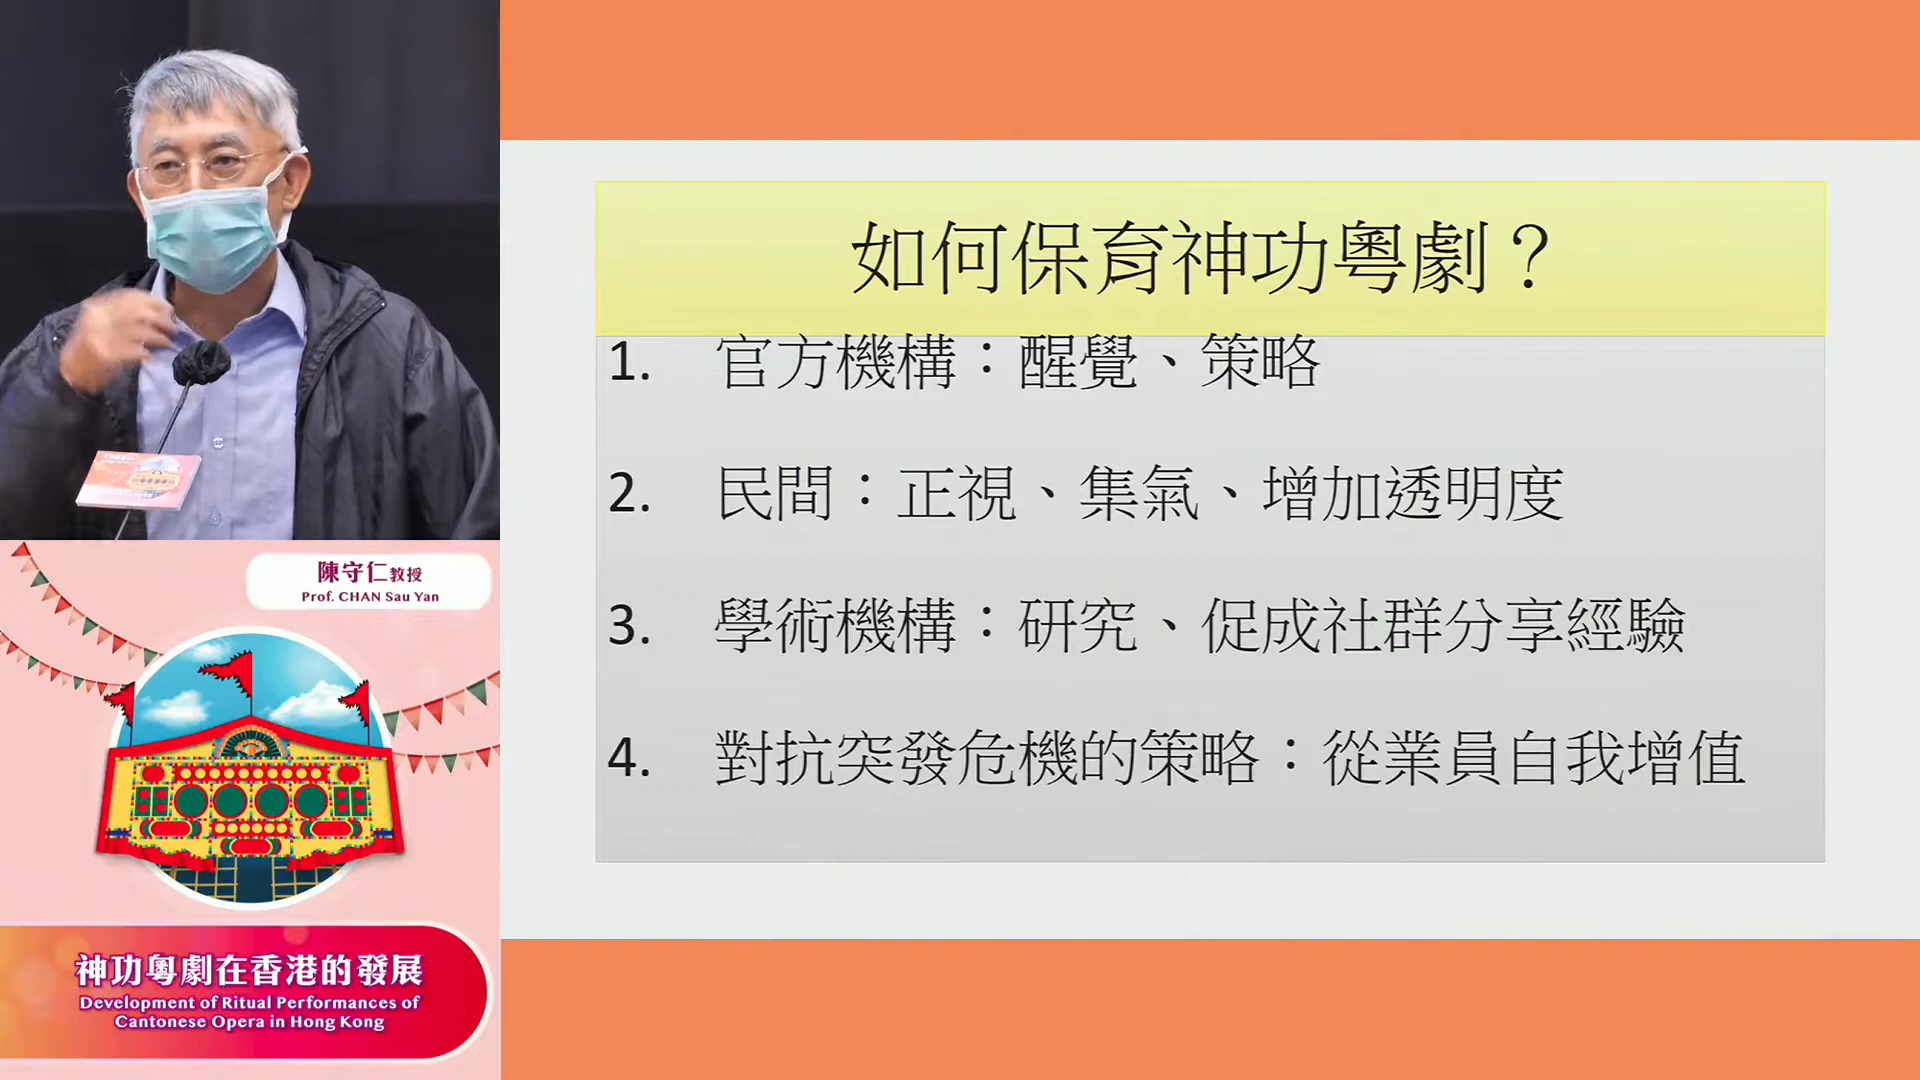 陳守仁教授
Prof. CHAN Sau Yan
神功粵劇在香港的發展
Development of Ritual Performances of
Cantonese Opera in Hong Kong
如何保育神功粵劇？
1. 官方機構：醒覺、策略
2. 民間：正視、集氣、增加透明度
3. 學術機構：研究、促成社群分享經驗
4. 對抗突發危機的策略：從業員自我增值